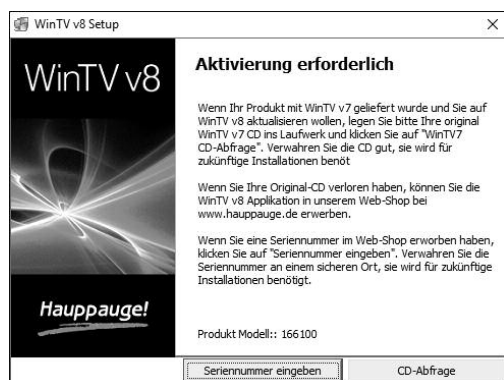 WinTV v8 Setup
WinTV v8
Hauppauge!
Aktivierung erforderlich
Wenn Ihr Produkt mit WinTV v7 geliefert wurde und Sie auf
WinTV v8 aktualisieren wollen, legen Sie bitte Ihre original
WinTV v7 CD ins Laufwerk und klicken Sie auf "WinTV7
CD-Abfrage". Verwahren Sie die CD gut, sie wird für
zukünftige Installationen benöt
Wenn Sie Ihre Original-CD verloren haben, können Sie die
WinTV v8 Applikation in unserem Web-Shop bei
www.hauppauge.de erwerben.
Wenn Sie eine Seriennummer im Web-Shop erworben haben,
klicken Sie auf "Seriennummer eingeben". Verwahren Sie die
Seriennummer an einem sicheren Ort, sie wird für zukünftige
Installationen benötigt.
Produkt Modell:: 166100
Seriennummer eingeben
CD-Abfrage